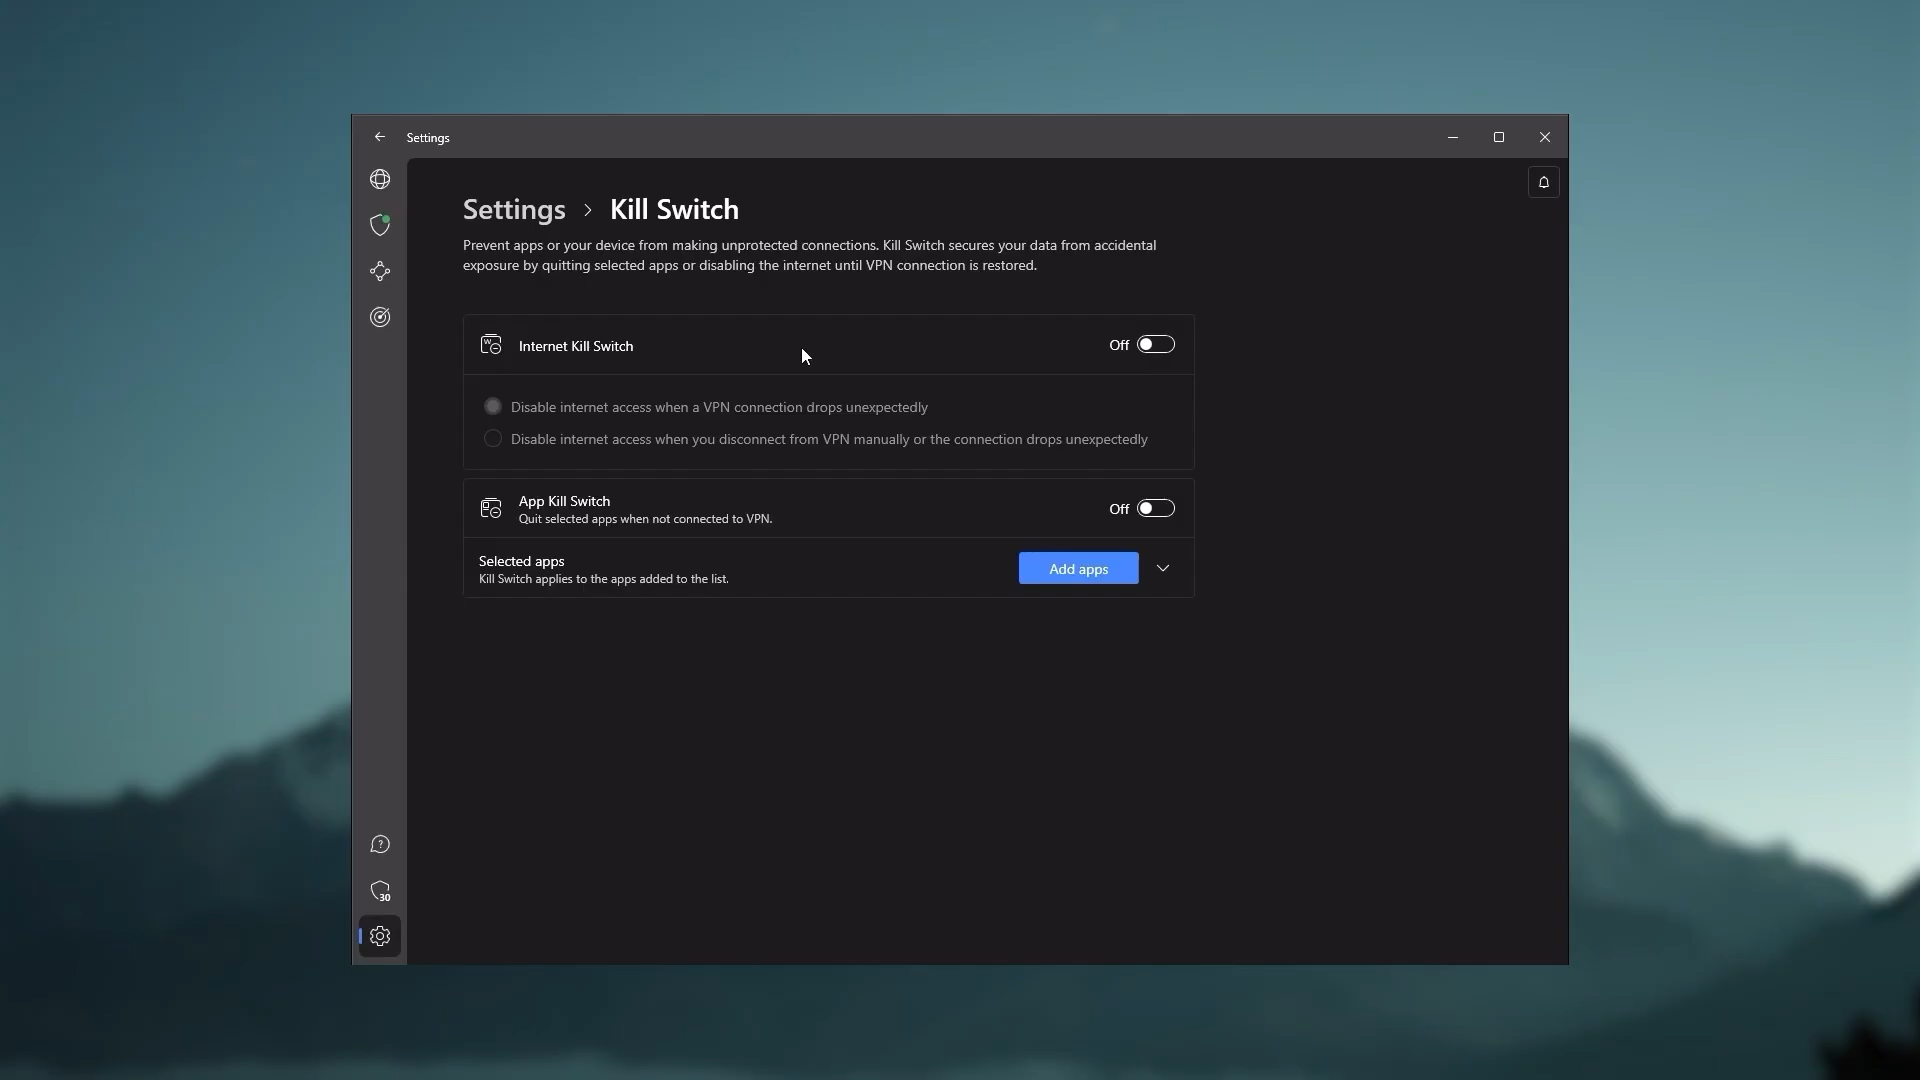 Settings
Settings > Kill Switch
Prevent apps or your device from making unprotected connections. Kill Switch secures your data from accidental
exposure by quitting selected apps or disabling the internet until VPN connection is restored.
Internet Kill Switch
Off
Disable internet access when a VPN connection drops unexpectedly
Disable internet access when you disconnect from VPN manually or the connection drops unexpectedly
App Kill Switch
Quit selected apps when not connected to VPN.
Off
Selected apps
Kill Switch applies to the apps added to the list.
Add apps
30